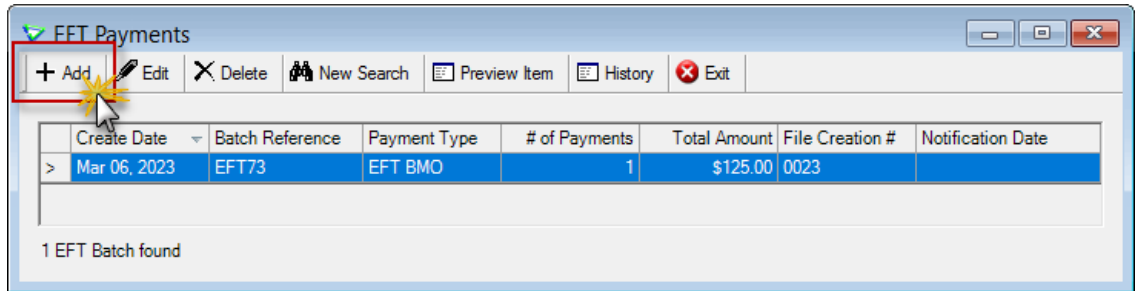 EFT Payments
Add Edit Delete New Search Preview Item History Exit
Create Date Batch Reference Payment Type # of Payments Total Amount File Creation # Notification Date
> Mar 06, 2023 EFT73 EFT BMO 1 $125.00 0023
1 EFT Batch found